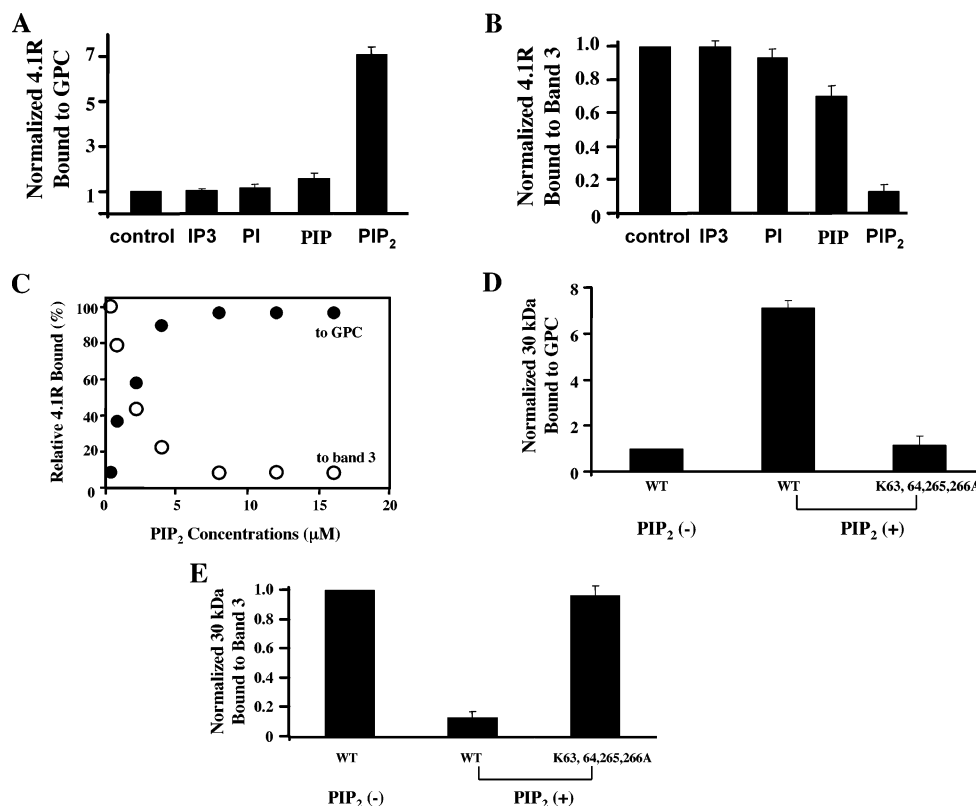 A
Normalized 4.1R
Bound to GPC
7
5
3
1
control IP3 PI PIP PIP2
B
Normalized 4.1R
Bound to Band 3
1.0
0.8
0.6
0.4
0.2
0
control IP3 PI PIP PIP2
C
Relative 4.1R Bound (%)
100
80
60
40
20
0
to GPC
to band 3
0 5 10 15 20
PIP2 Concentrations (μM)
D
Normalized 30 kDa
Bound to GPC
8
6
4
2
0
WT WT K63, 64,265,266A
PIP2 (-) PIP2 (+)
E
Normalized 30 kDa
Bound to Band 3
1.0
0.8
0.6
0.4
0.2
0
WT WT K63, 64,265,266A
PIP2 (-) PIP2 (+)